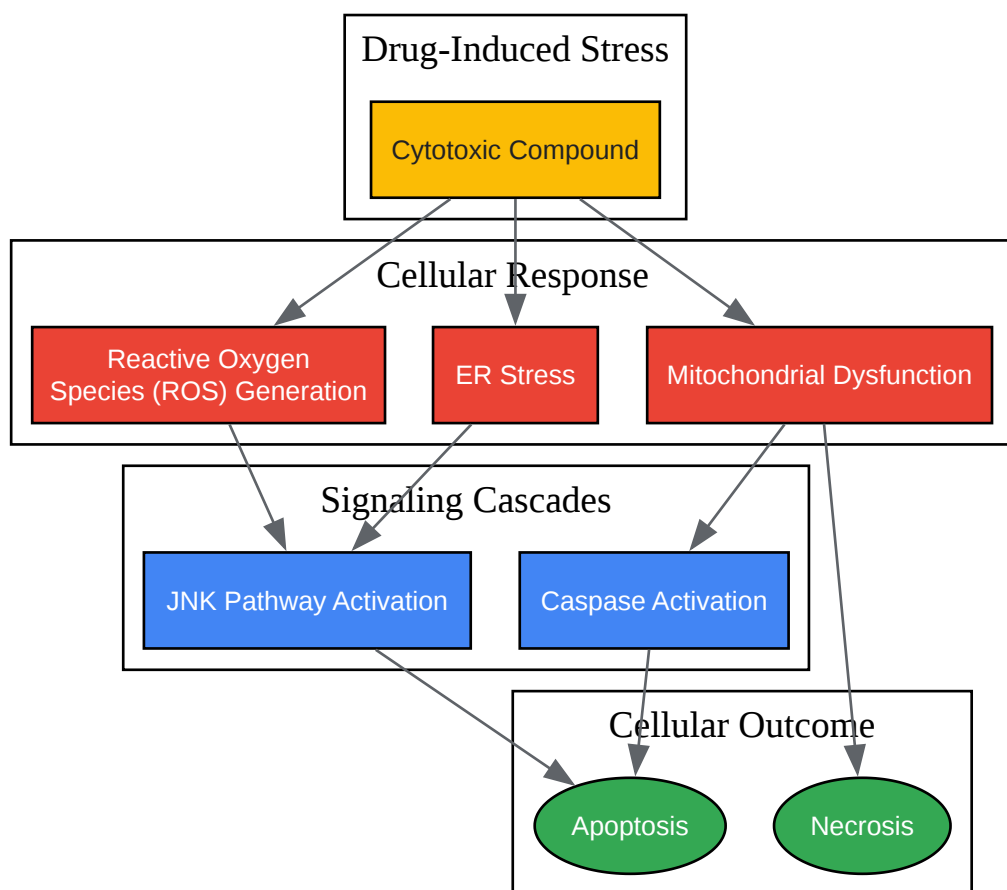 Drug-Induced Stress
Cytotoxic Compound
Cellular Response
Reactive Oxygen
Species (ROS) Generation
ER Stress
Mitochondrial Dysfunction
Signaling Cascades
JNK Pathway Activation
Caspase Activation
Cellular Outcome
Apoptosis
Necrosis